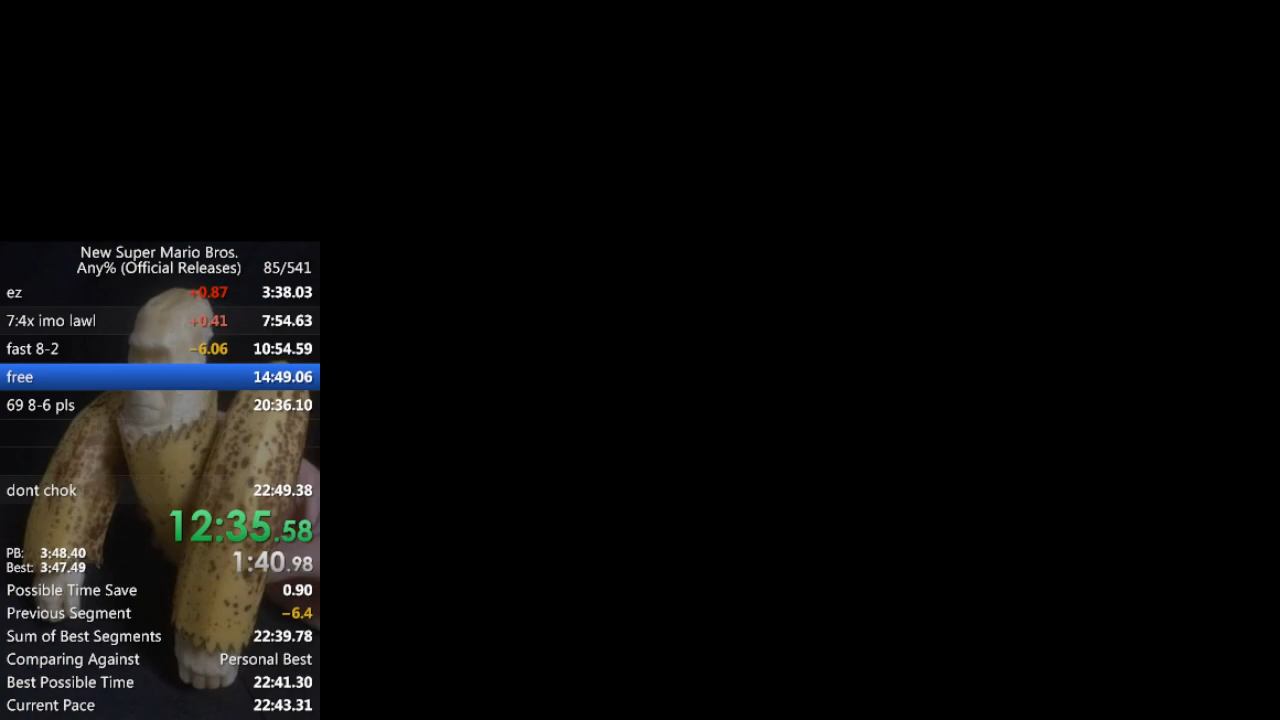 New Super Mario Bros.
Any% (Official Releases) 85/541
ez +0.87 3:38.03
7:4x imo lawl +0.41 7:54.63
fast 8-2 −6.06 10:54.59
free 14:49.06
69 8-6 pls 20:36.10
dont chok 22:49.38
12:35.58
PB: 3:48.40
Best: 3:47.49
1:40.98
Possible Time Save 0.90
Previous Segment −6.4
Sum of Best Segments 22:39.78
Comparing Against Personal Best
Best Possible Time 22:41.30
Current Pace 22:43.31